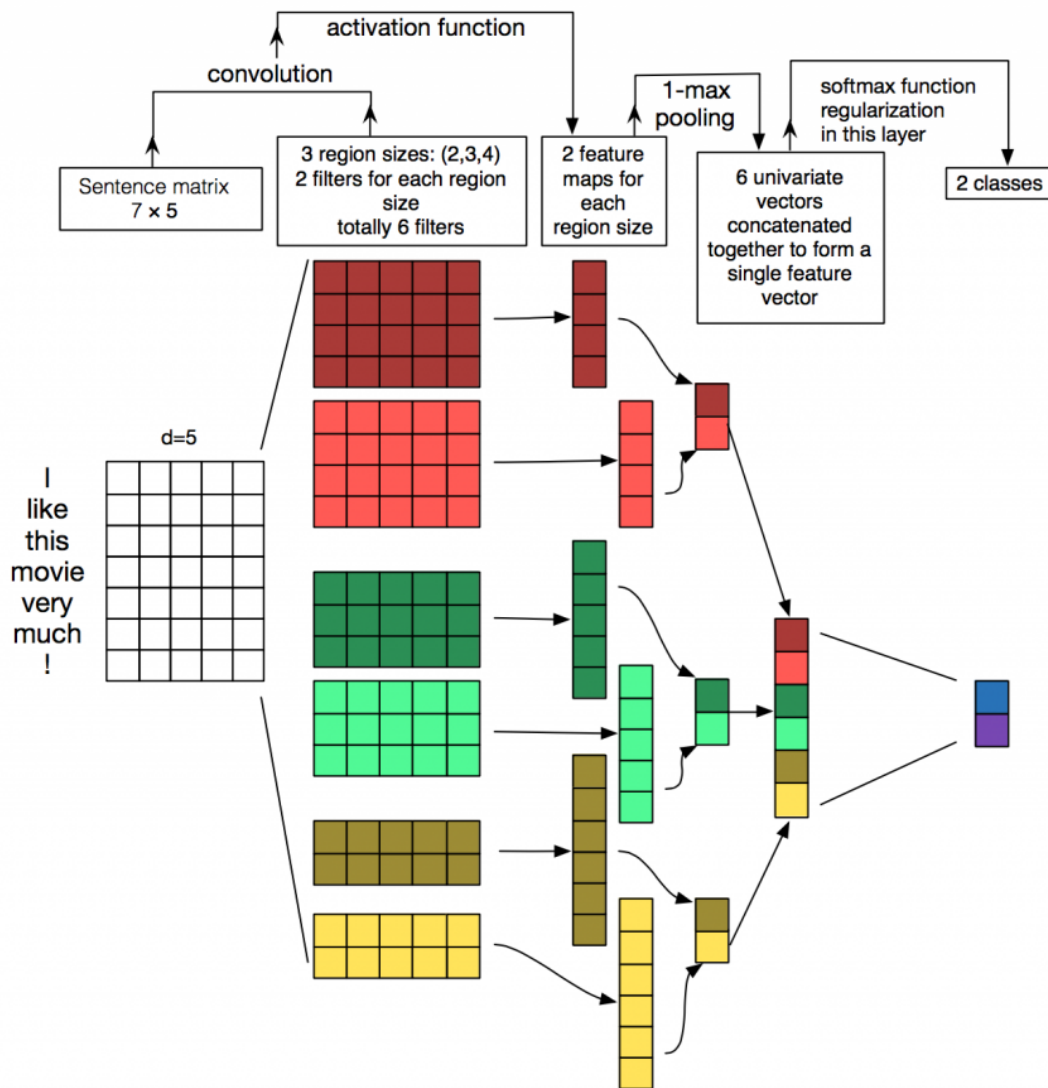 activation function
convolution
1-max
pooling
softmax function
regularization
in this layer
Sentence matrix
7 × 5
3 region sizes: (2,3,4)
2 filters for each region
size
totally 6 filters
2 feature
maps for
each
region size
6 univariate
vectors
concatenated
together to form a
single feature
vector
2 classes
d=5
I
like
this
movie
very
much
!